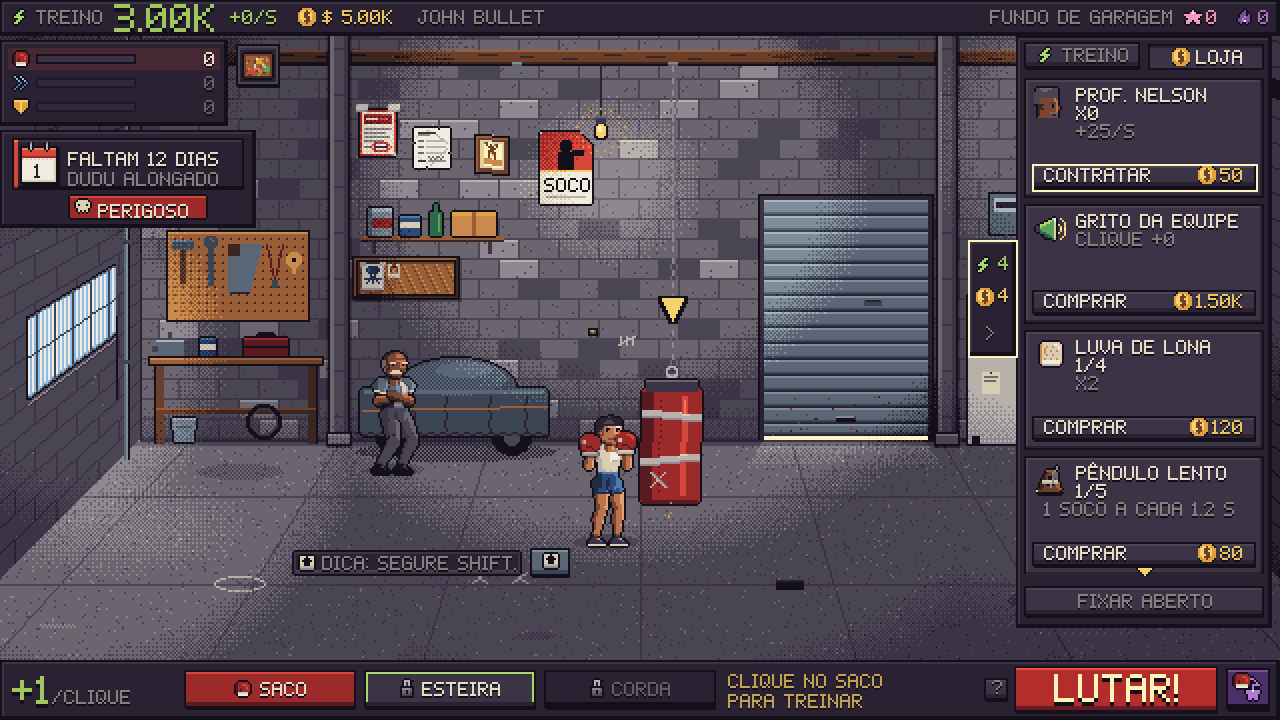 TREINO 3.00K +0/S $ 5.00K JOHN BULLET
FUNDO DE GARAGEM 0 0
0
0
0
1
FALTAM 12 DIAS
DUDU ALONGADO
PERIGOSO
SOCO
TREINO
LOJA
PROF. NELSON
X0
+25/S
CONTRATAR 50
GRITO DA EQUIPE
CLIQUE +0
COMPRAR 1.50K
LUVA DE LONA
1/4
X2
COMPRAR 120
PÊNDULO LENTO
1/5
1 SOCO A CADA 1.2 S
COMPRAR 80
FIXAR ABERTO
4
4
DICA: SEGURE SHIFT.
+1/CLIQUE
SACO
ESTEIRA
CORDA
CLIQUE NO SACO
PARA TREINAR
?
LUTAR!